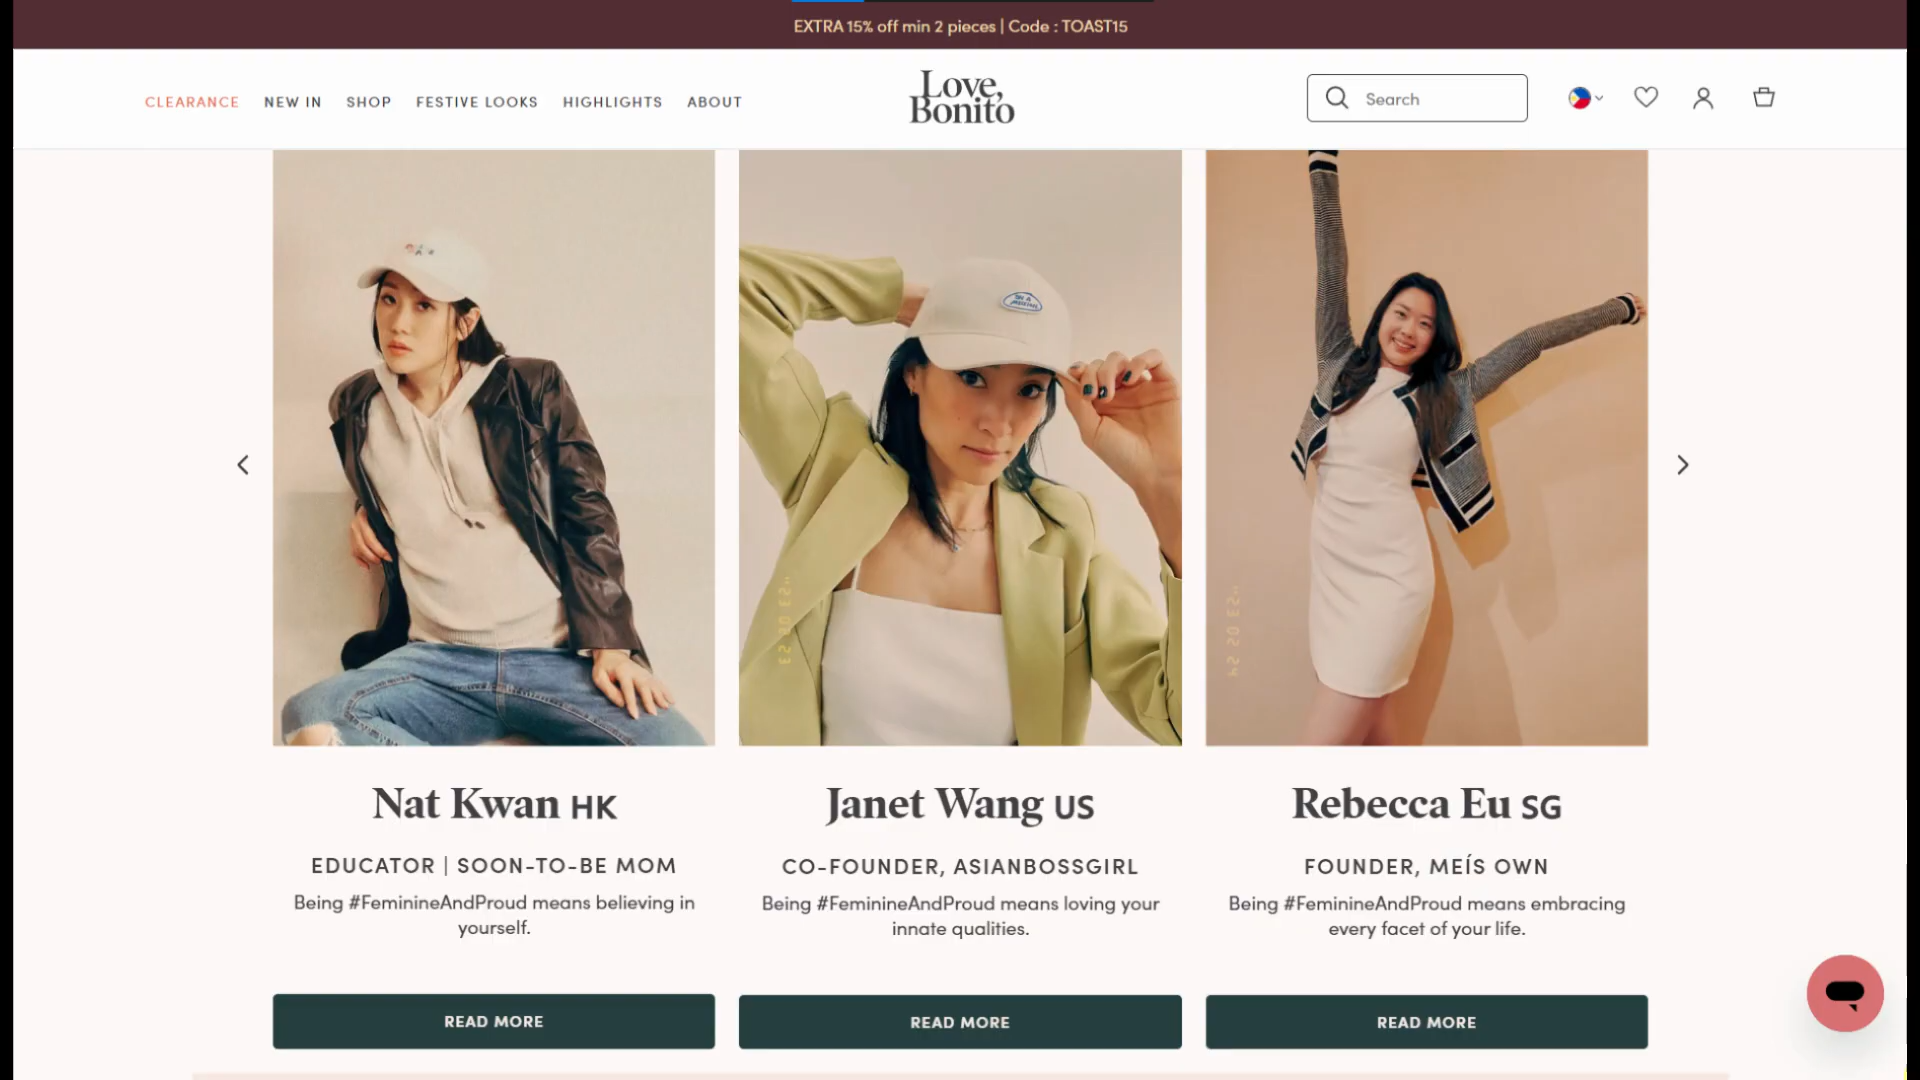 EXTRA 15% off min 2 pieces | Code : TOAST15
CLEARANCE NEW IN SHOP FESTIVE LOOKS HIGHLIGHTS ABOUT
Love,
Bonito
Search
Nat Kwan HK
EDUCATOR | SOON-TO-BE MOM
Being #FeminineAndProud means believing in
yourself.
READ MORE
Janet Wang US
CO-FOUNDER, ASIANBOSSGIRL
Being #FeminineAndProud means loving your
innate qualities.
READ MORE
Rebecca Eu SG
FOUNDER, MEÍS OWN
Being #FeminineAndProud means embracing
every facet of your life.
READ MORE